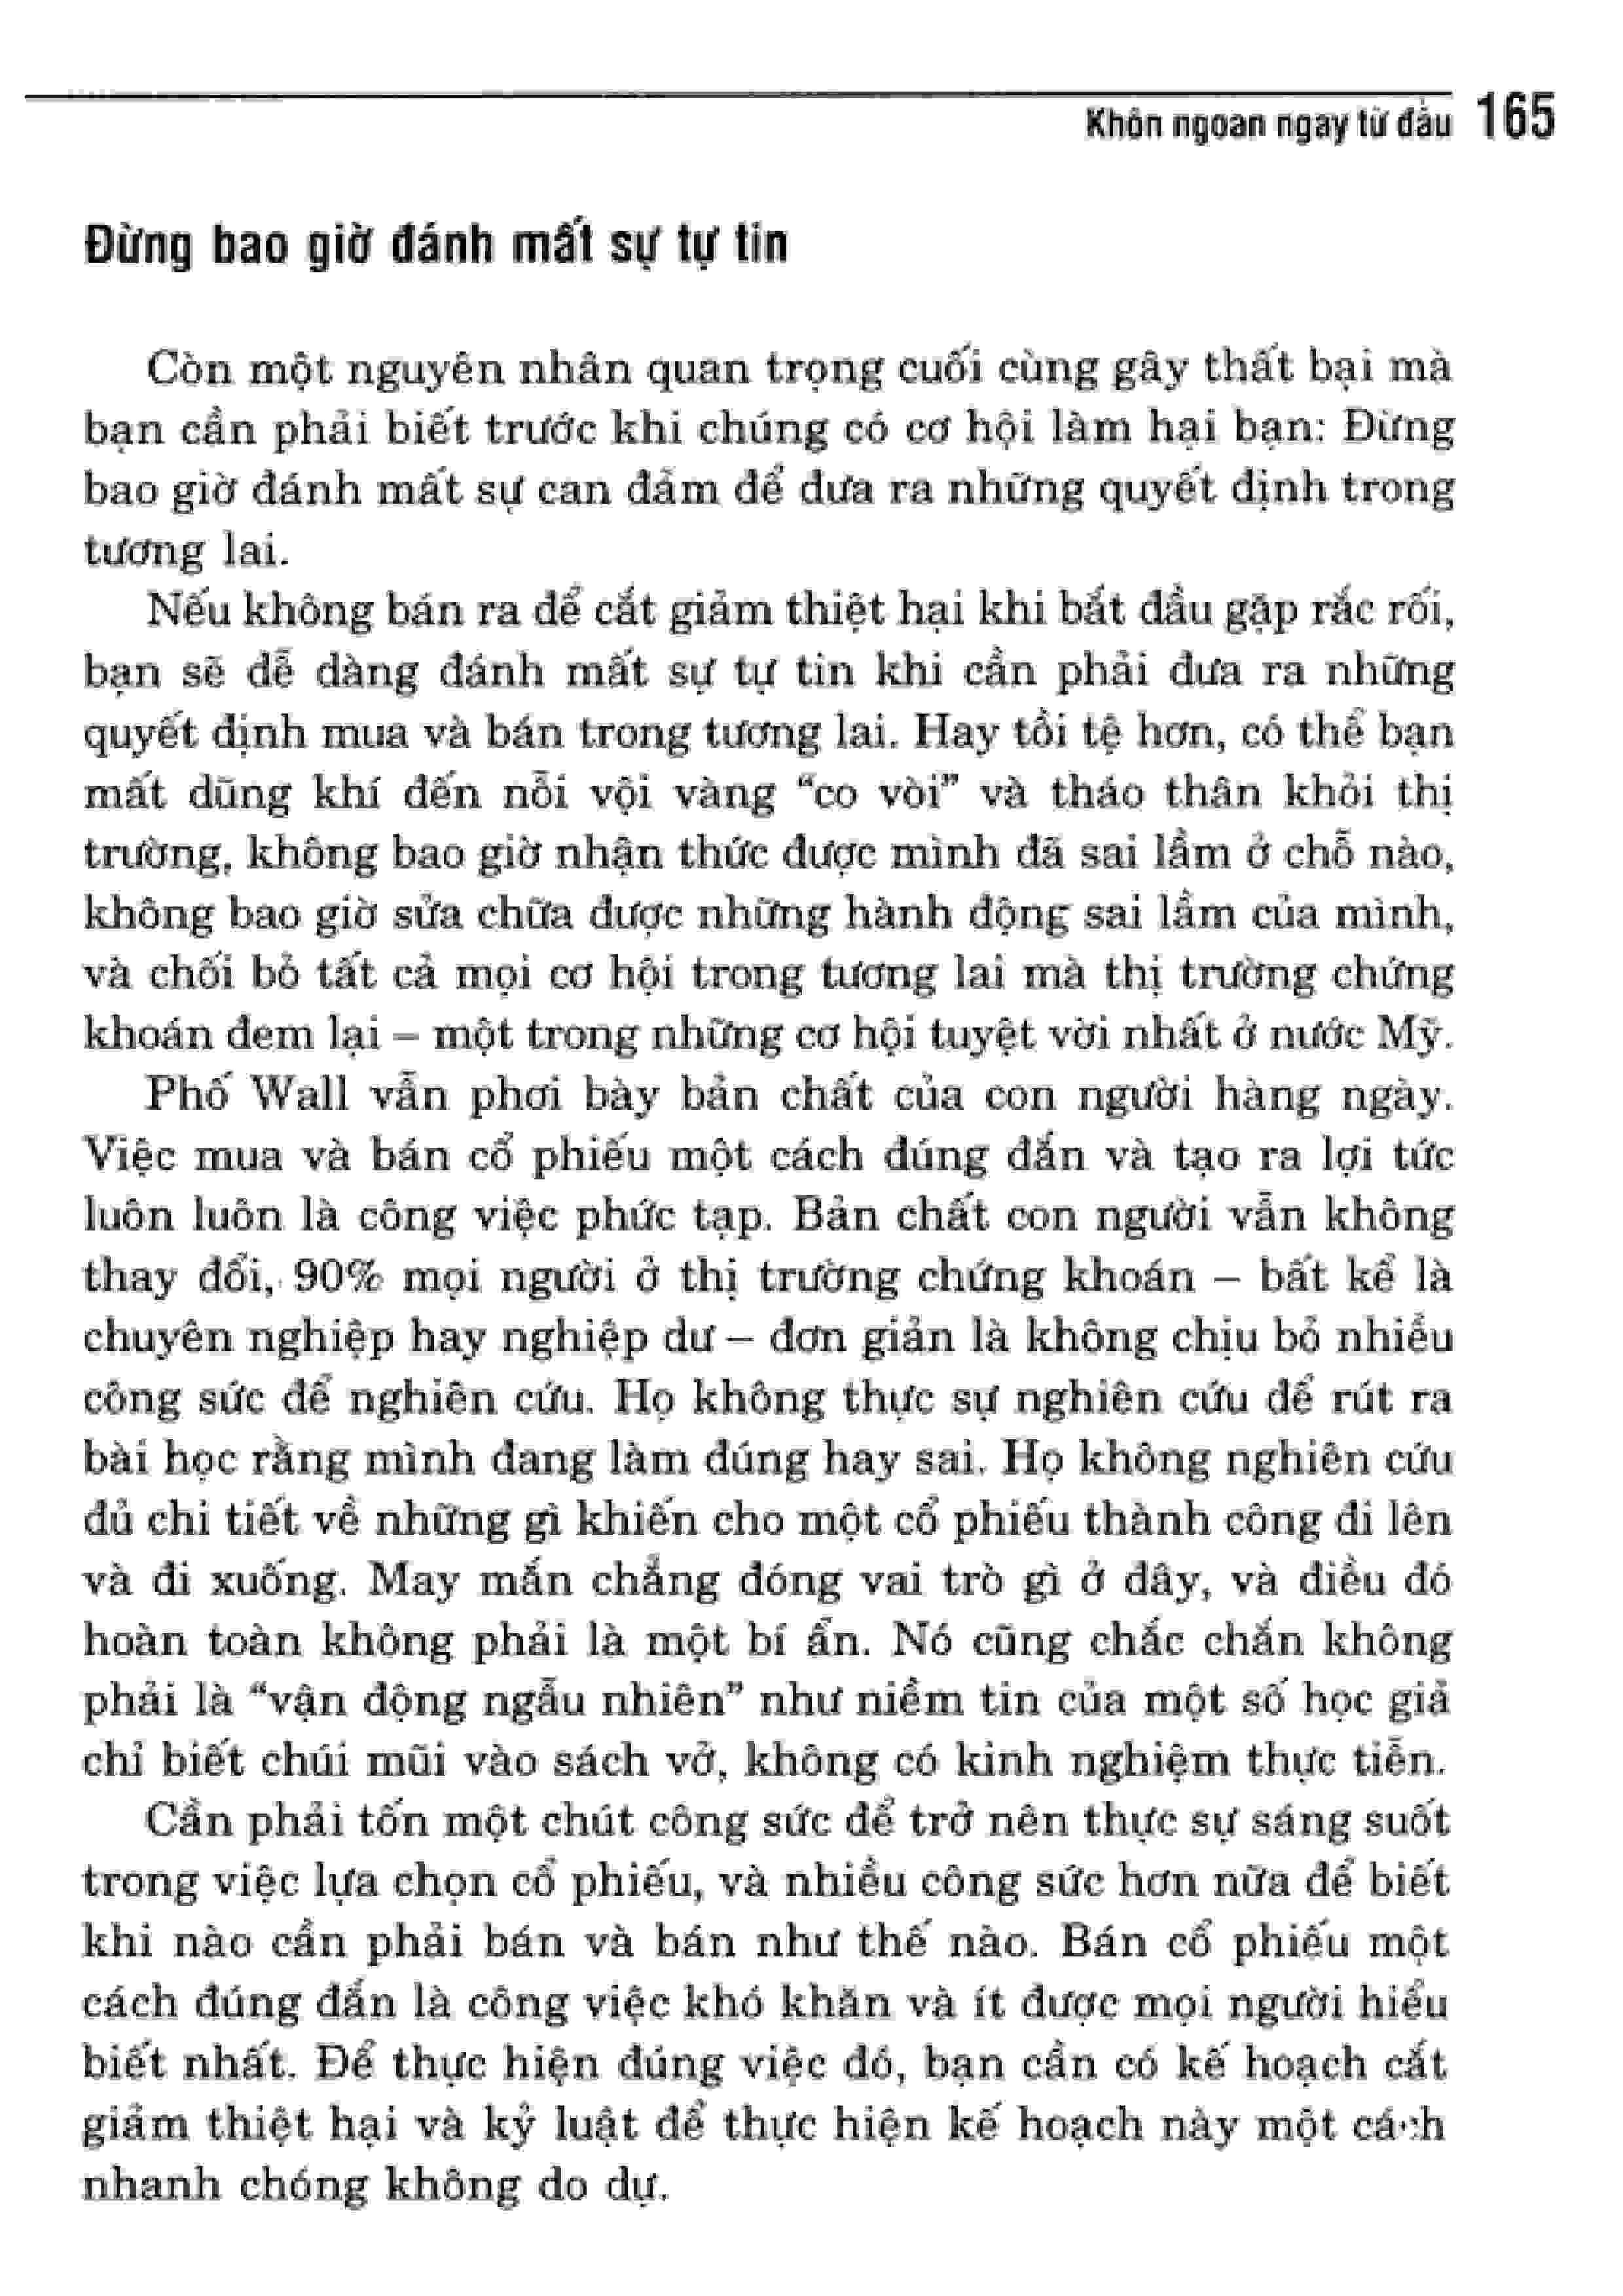 Khôn ngoan ngay từ đầu 165
Đừng bao giờ đánh mất sự tự tin
Còn một nguyên nhân quan trọng cuối cùng gây thất bại mà
bạn cần phải biết trước khi chúng có cơ hội làm hại bạn: Đừng
bao giờ đánh mất sự can đảm để đưa ra những quyết định trong
tương lai.
Nếu không bán ra để cắt giảm thiệt hại khi bắt đầu gặp rắc rối,
bạn sẽ dễ dàng đánh mất sự tự tin khi cần phải đưa ra những
quyết định mua và bán trong tương lai. Hay tồi tệ hơn, có thể bạn
mất dũng khí đến nỗi vội vàng “co vòi” và tháo thân khỏi thị
trường, không bao giờ nhận thức được mình đã sai lầm ở chỗ nào,
không bao giờ sửa chữa được những hành động sai lầm của mình,
và chối bỏ tất cả mọi cơ hội trong tương lai mà thị trường chứng
khoán đem lại – một trong những cơ hội tuyệt vời nhất ở nước Mỹ.
Phố Wall vẫn phơi bày bản chất của con người hàng ngày.
Việc mua và bán cổ phiếu một cách đúng đắn và tạo ra lợi tức
luôn luôn là công việc phức tạp. Bản chất con người vẫn không
thay đổi, 90% mọi người ở thị trường chứng khoán – bất kể là
chuyên nghiệp hay nghiệp dư – đơn giản là không chịu bỏ nhiều
công sức để nghiên cứu. Họ không thực sự nghiên cứu để rút ra
bài học rằng mình đang làm đúng hay sai. Họ không nghiên cứu
đủ chi tiết về những gì khiến cho một cổ phiếu thành công đi lên
và đi xuống. May mắn chẳng đóng vai trò gì ở đây, và điều đó
hoàn toàn không phải là một bí ẩn. Nó cũng chắc chắn không
phải là “vận động ngẫu nhiên” như niềm tin của một số học giả
chỉ biết chúi mũi vào sách vở, không có kinh nghiệm thực tiễn.
Cần phải tốn một chút công sức để trở nên thực sự sáng suốt
trong việc lựa chọn cổ phiếu, và nhiều công sức hơn nữa để biết
khi nào cần phải bán và bán như thế nào. Bán cổ phiếu một
cách đúng đắn là công việc khó khăn và ít được mọi người hiểu
biết nhất. Để thực hiện đúng việc đó, bạn cần có kế hoạch cắt
giảm thiệt hại và kỷ luật để thực hiện kế hoạch này một cách
nhanh chóng không do dự.